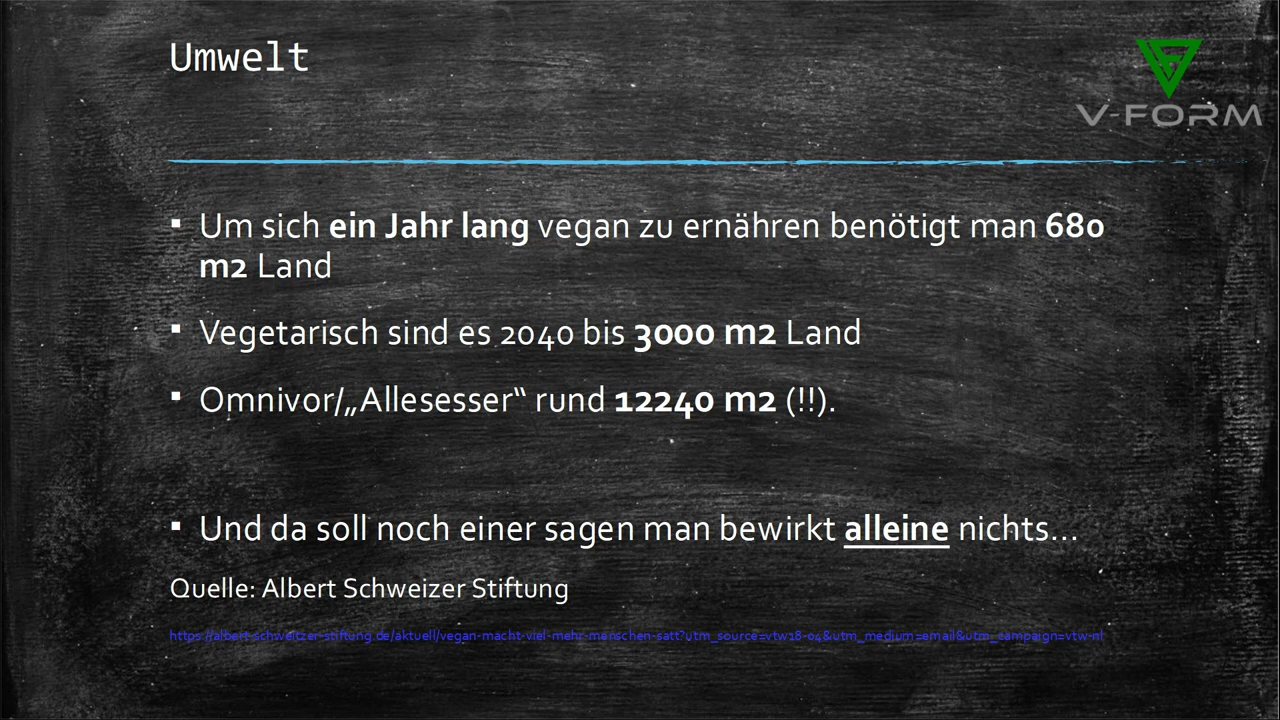 Umwelt
V-FORM
▪ Um sich ein Jahr lang vegan zu ernähren benötigt man 680
m2 Land
▪ Vegetarisch sind es 2040 bis 3000 m2 Land
▪ Omnivor/„Allesesser“ rund 12240 m2 (!!).
▪ Und da soll noch einer sagen man bewirkt alleine nichts...
Quelle: Albert Schweizer Stiftung
https://albert-schweitzer-stiftung.de/aktuell/vegan-macht-viel-mehr-menschen-satt?utm_source=vtw18-04&utm_medium=email&utm_campaign=vtw-nl